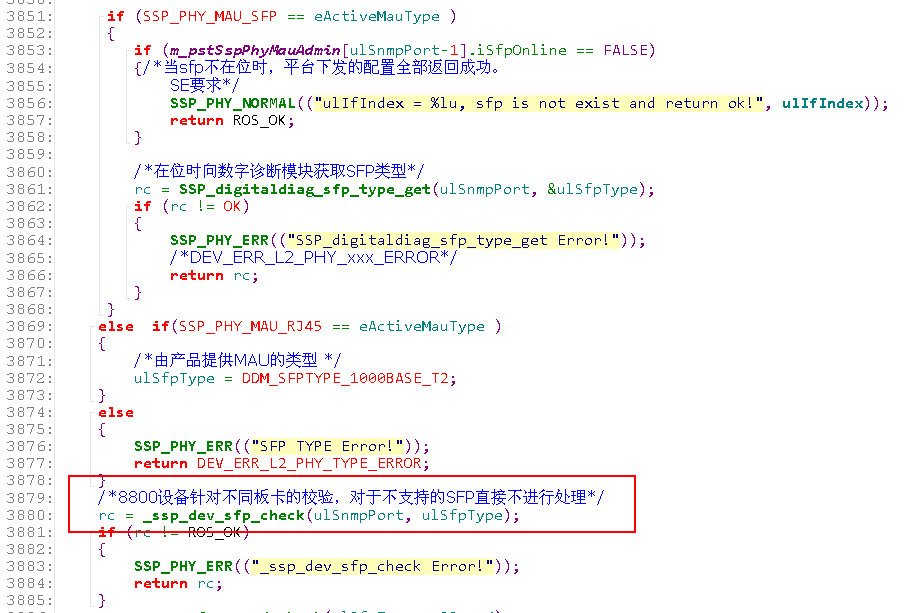 3851: if (SSP_PHY_MAU_SFP == eActiveMauType )
3852: {
3853: if (m_pstSspPhyMauAdmin[ulSnmpPort-1].iSfpOnline == FALSE)
3854: {/*当sfp不在位时，平台下发的配置全部返回成功。
3855: SE要求*/
3856: SSP_PHY_NORMAL(("ulIfIndex = %lu, sfp is not exist and return ok!", ulIfIndex));
3857: return ROS_OK;
3858: }
3859:
3860: /*在位时向数字诊断模块获取SFP类型*/
3861: rc = SSP_digitaldiag_sfp_type_get(ulSnmpPort, &ulSfpType);
3862: if (rc != OK)
3863: {
3864: SSP_PHY_ERR(("SSP_digitaldiag_sfp_type_get Error!"));
3865: /*DEV_ERR_L2_PHY_xxx_ERROR*/
3866: return rc;
3867: }
3868: }
3869: else if(SSP_PHY_MAU_RJ45 == eActiveMauType )
3870: {
3871: /*由产品提供MAU的类型 */
3872: ulSfpType = DDM_SFPTYPE_1000BASE_T2;
3873: }
3874: else
3875: {
3876: SSP_PHY_ERR(("SFP TYPE Error!"));
3877: return DEV_ERR_L2_PHY_TYPE_ERROR;
3878: }
3879: /*8800设备针对不同板卡的校验，对于不支持的SFP直接不进行处理*/
3880: rc = _ssp_dev_sfp_check(ulSnmpPort, ulSfpType);
3881: if (rc != ROS_OK)
3882: {
3883: SSP_PHY_ERR(("_ssp_dev_sfp_check Error!"));
3884: return rc;
3885: }